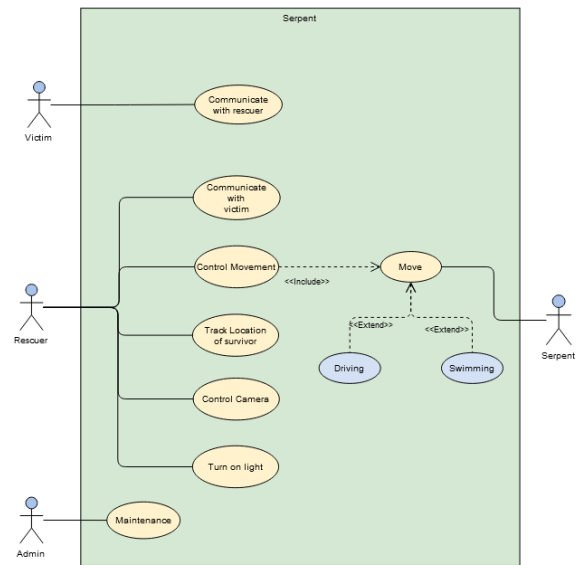 Serpent
Communicate
with rescuer
Victim
Communicate
with
victim
Control Movement
<<Include>>
Move
Rescuer
Track Location
of survivor
<<Extend>>
<<Extend>>
Serpent
Driving
Swimming
Control Camera
Turn on light
Maintenance
Admin